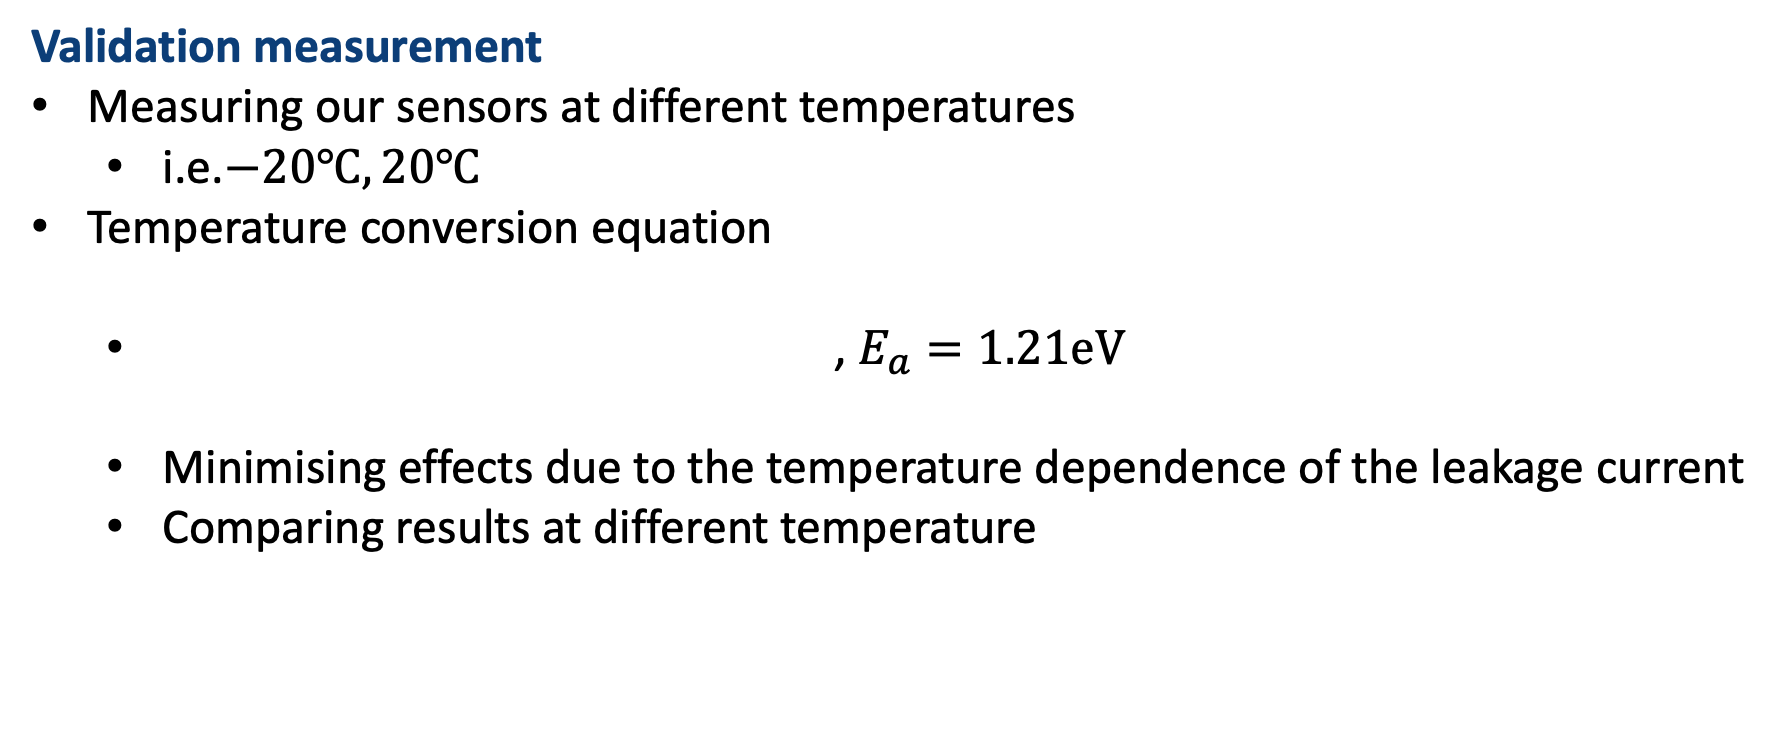 Validation measurement
• Measuring our sensors at different temperatures
• i.e.−20°C, 20°C
• Temperature conversion equation
• , Eₐ = 1.21eV
• Minimising effects due to the temperature dependence of the leakage current
• Comparing results at different temperature